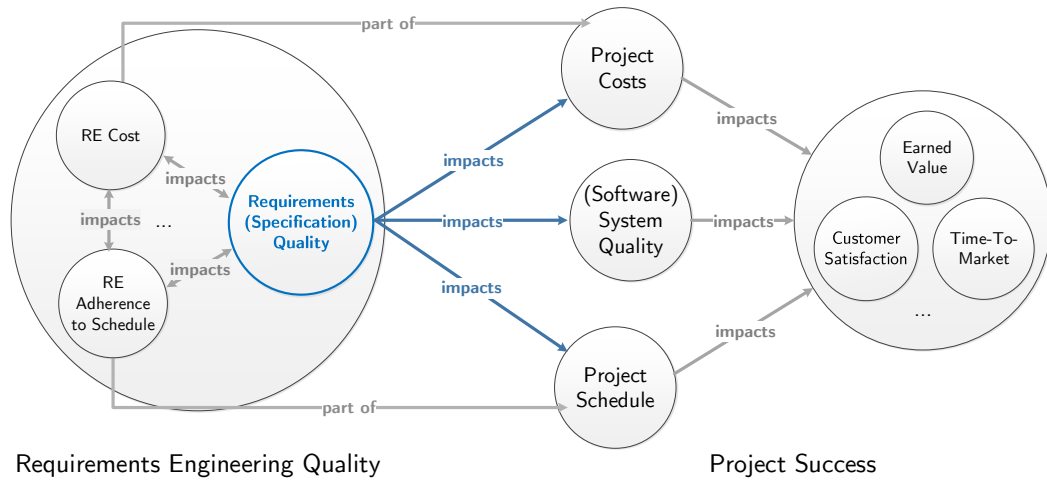 part of
Project
Costs
RE Cost
impacts
impacts
impacts
Earned
Value
impacts
...
Requirements
(Specification)
Quality
impacts
(Software)
System
Quality
impacts
Customer
Satisfaction
Time-To-
Market
...
impacts
RE
Adherence
to Schedule
impacts
impacts
Project
Schedule
part of
Requirements Engineering Quality
Project Success